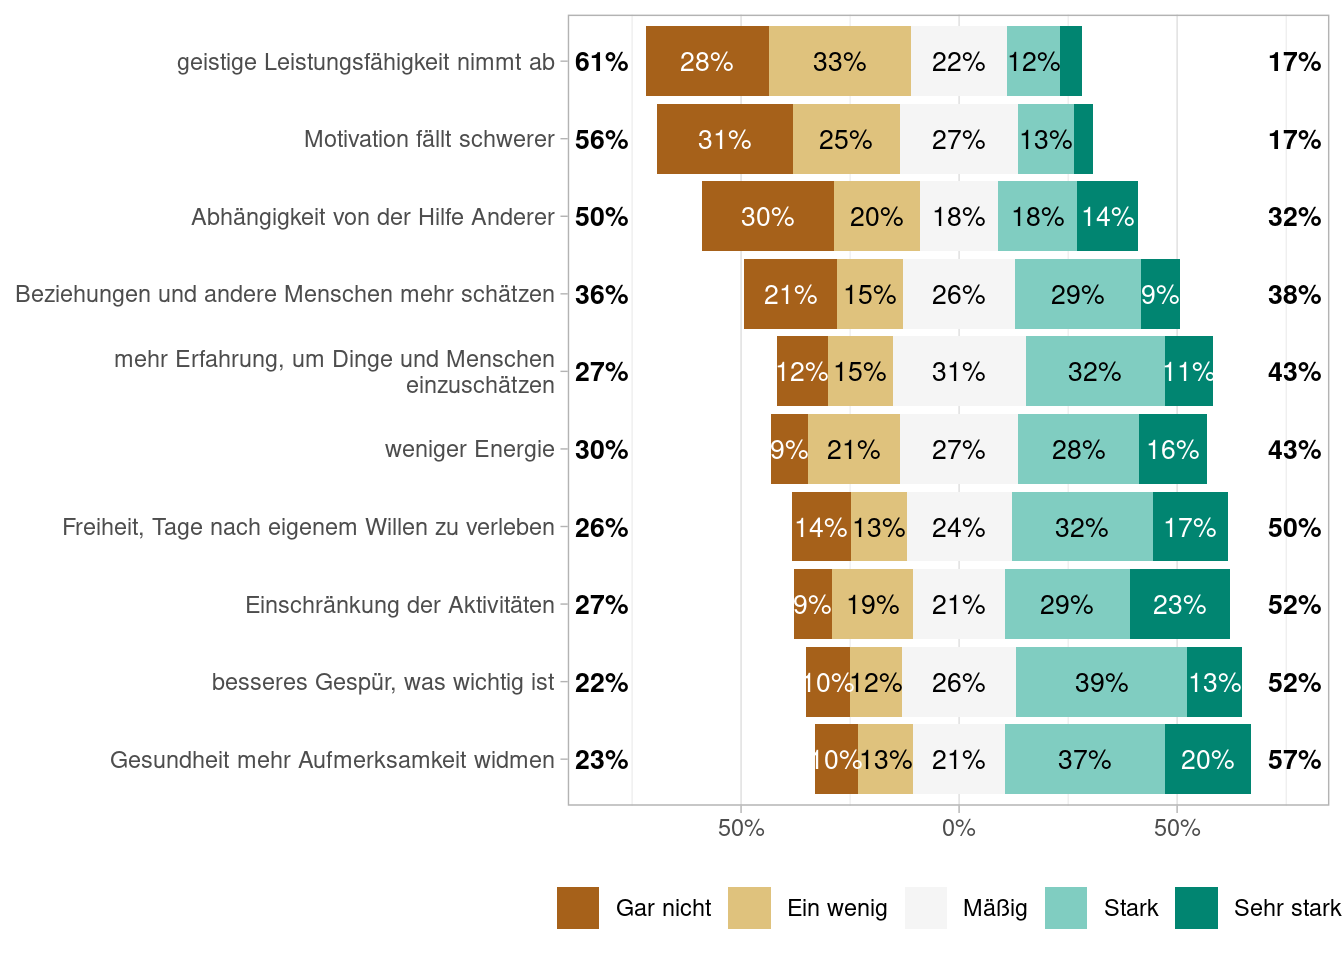 geistige Leistungsfähigkeit nimmt ab 61% 28% 33% 22% 12% 17%
Motivation fällt schwerer 56% 31% 25% 27% 13% 17%
Abhängigkeit von der Hilfe Anderer 50% 30% 20% 18% 18% 14% 32%
Beziehungen und andere Menschen mehr schätzen 36% 21% 15% 26% 29% 9% 38%
mehr Erfahrung, um Dinge und Menschen
einzuschätzen 27% 12% 15% 31% 32% 11% 43%
weniger Energie 30% 9% 21% 27% 28% 16% 43%
Freiheit, Tage nach eigenem Willen zu verleben 26% 14% 13% 24% 32% 17% 50%
Einschränkung der Aktivitäten 27% 9% 19% 21% 29% 23% 52%
besseres Gespür, was wichtig ist 22% 10% 12% 26% 39% 13% 52%
Gesundheit mehr Aufmerksamkeit widmen 23% 10% 13% 21% 37% 20% 57%
50% 0% 50%
Gar nicht Ein wenig Mäßig Stark Sehr stark